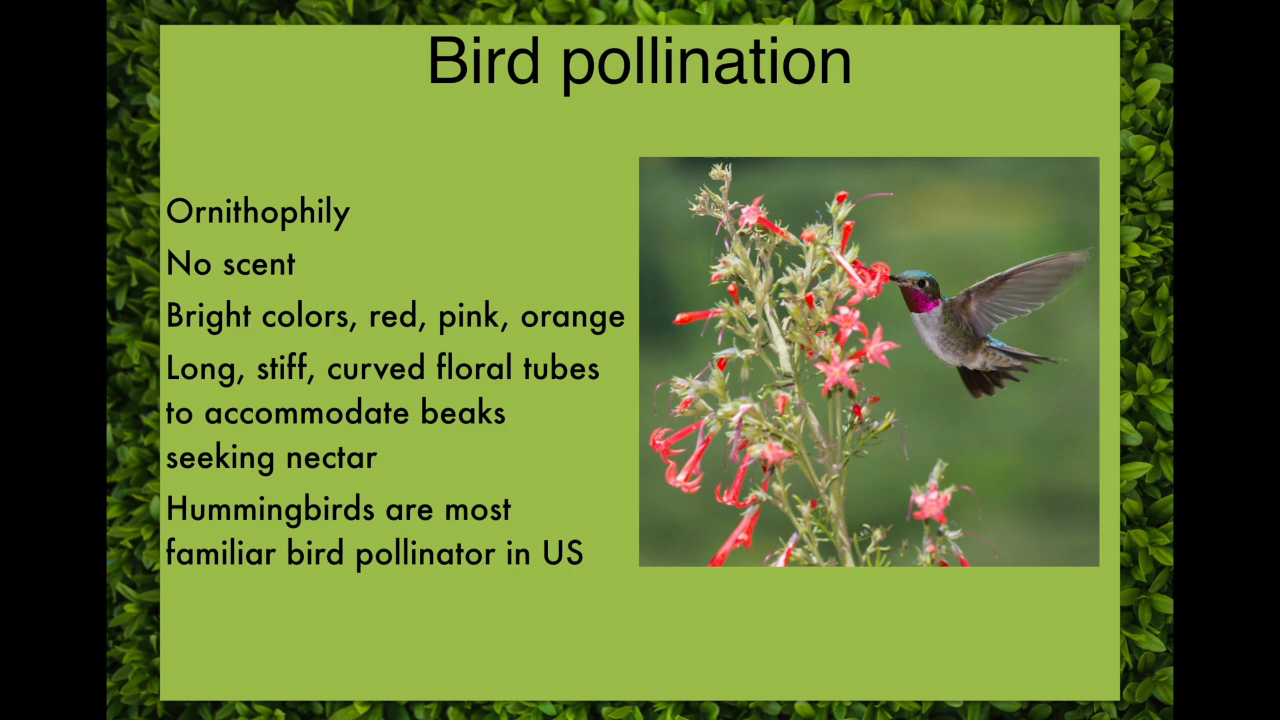 Bird pollination
Ornithophily
No scent
Bright colors, red, pink, orange
Long, stiff, curved floral tubes
to accommodate beaks
seeking nectar
Hummingbirds are most
familiar bird pollinator in US